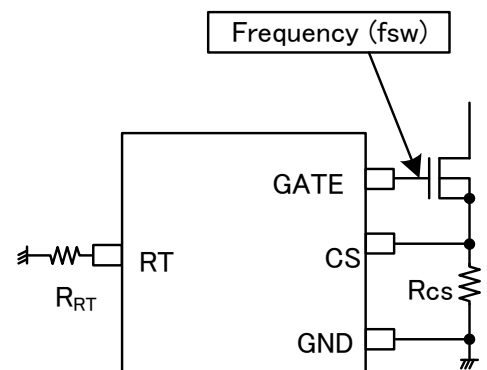 Frequency (fsw)
GATE
RT
CS
RRT
Rcs
GND